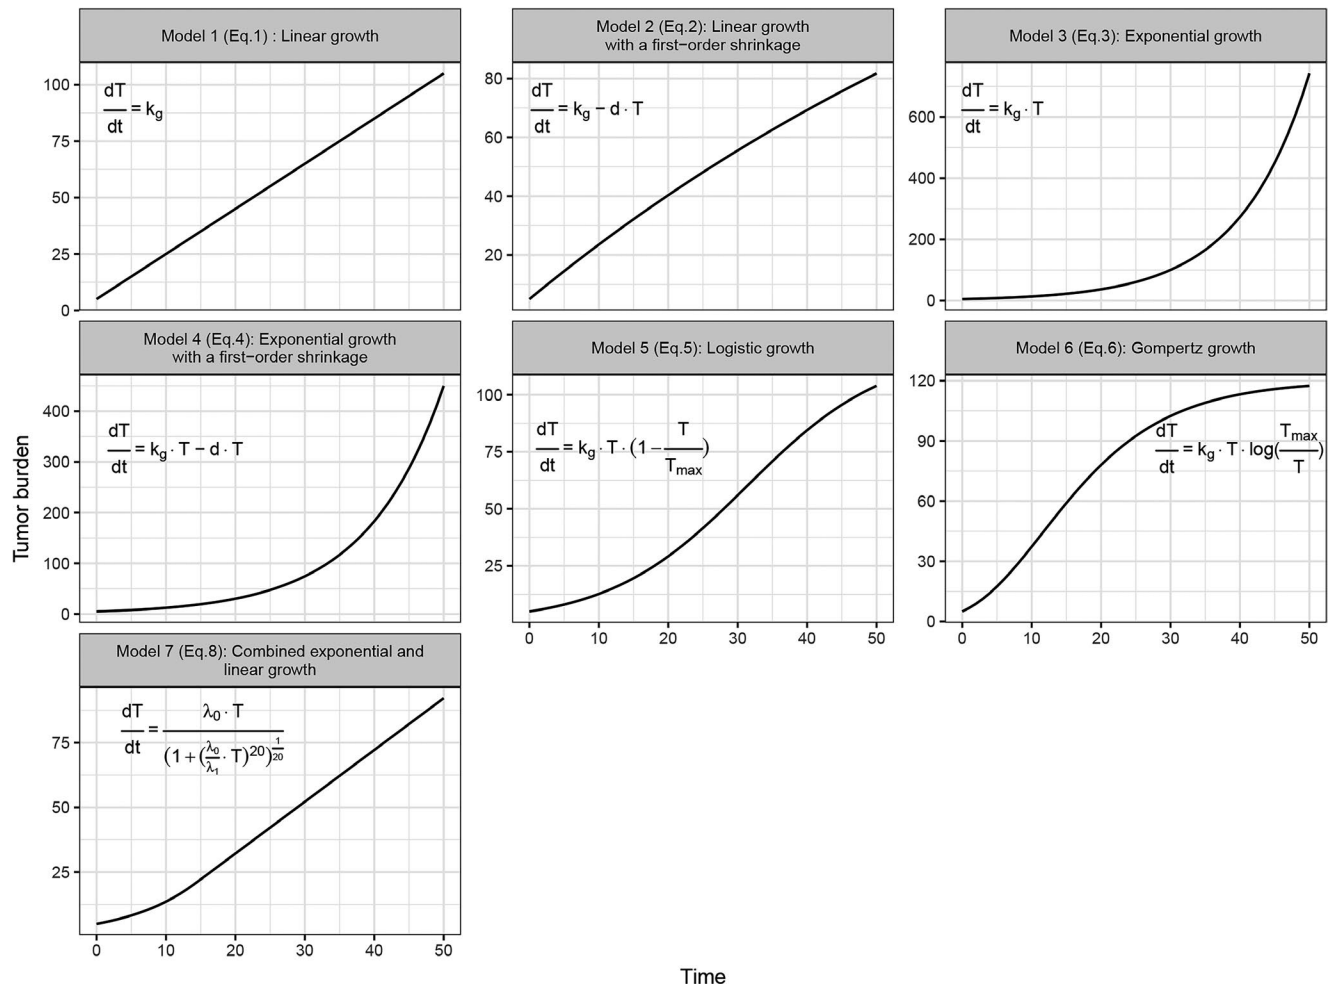 Model 1 (Eq.1) : Linear growth
dT/dt = kg
100
75
50
25
0
Model 2 (Eq.2): Linear growth
with a first−order shrinkage
dT/dt = kg − d · T
80
60
40
20
Model 3 (Eq.3): Exponential growth
dT/dt = kg · T
600
400
200
0
Tumor burden
Model 4 (Eq.4): Exponential growth
with a first−order shrinkage
dT/dt = kg · T − d · T
400
300
200
100
0
Model 5 (Eq.5): Logistic growth
dT/dt = kg · T · (1 − T/Tmax)
100
75
50
25
0 10 20 30 40 50
Model 6 (Eq.6): Gompertz growth
dT/dt = kg · T · log(Tmax/T)
120
90
60
30
0
0 10 20 30 40 50
Model 7 (Eq.8): Combined exponential and
linear growth
dT/dt = λ0 · T / (1 + (λ0/λ1 · T)^20)^(1/20)
75
50
25
0 10 20 30 40 50
Time